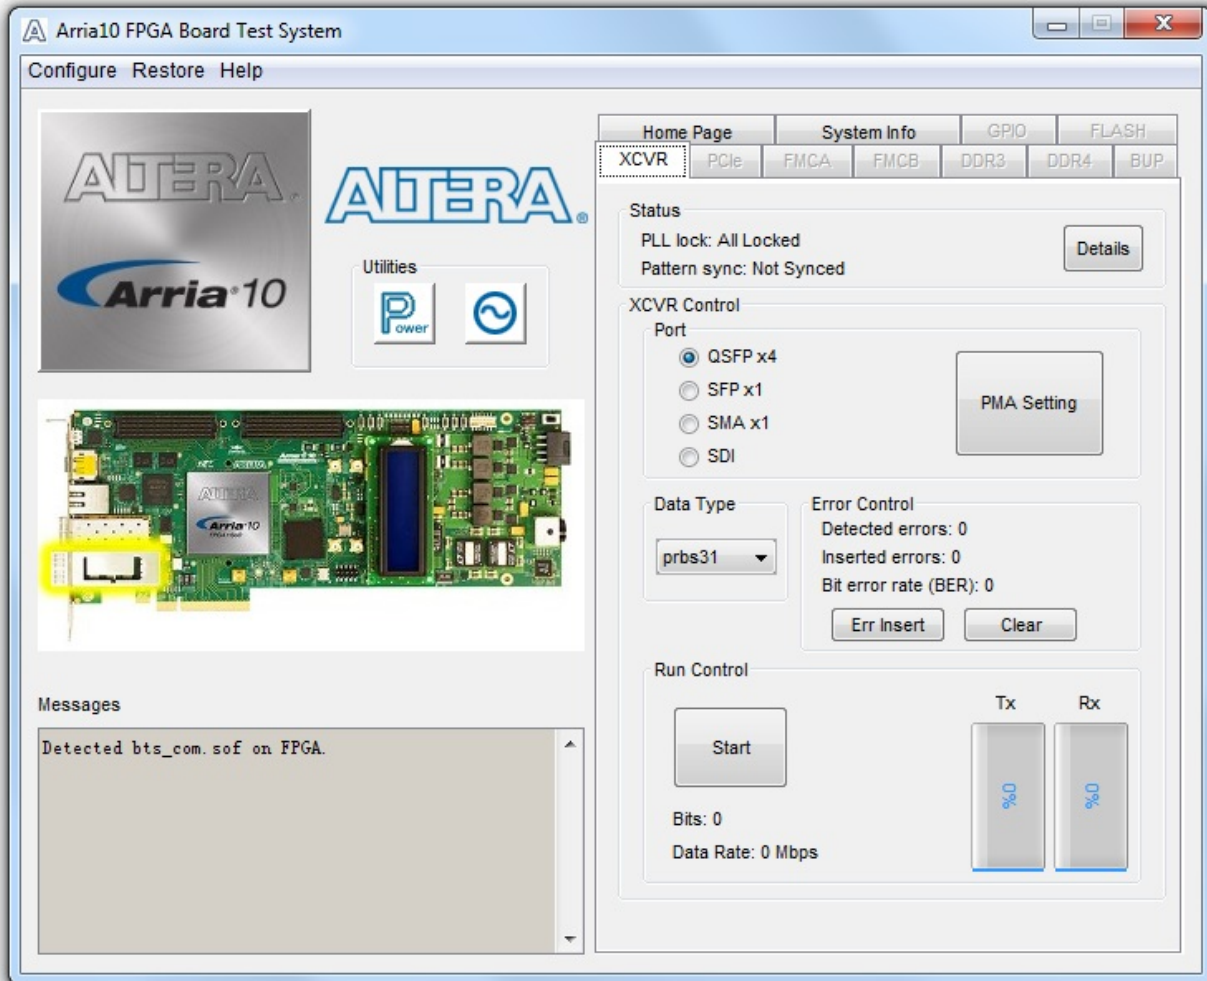 Arria10 FPGA Board Test System
Configure Restore Help
ALTERA.
Arria 10
ALTERA®
Utilities
Power
ALTERA
Arria 10
Messages
Detected bts_com.sof on FPGA.
Home Page System Info GPIO FLASH
XCVR PCIe FMCA FMCB DDR3 DDR4 BUP
Status
PLL lock: All Locked
Pattern sync: Not Synced
Details
XCVR Control
Port
QSFP x4
SFP x1
SMA x1
SDI
PMA Setting
Data Type
prbs31
Error Control
Detected errors: 0
Inserted errors: 0
Bit error rate (BER): 0
Err Insert Clear
Run Control
Start
Tx Rx
0% 0%
Bits: 0
Data Rate: 0 Mbps